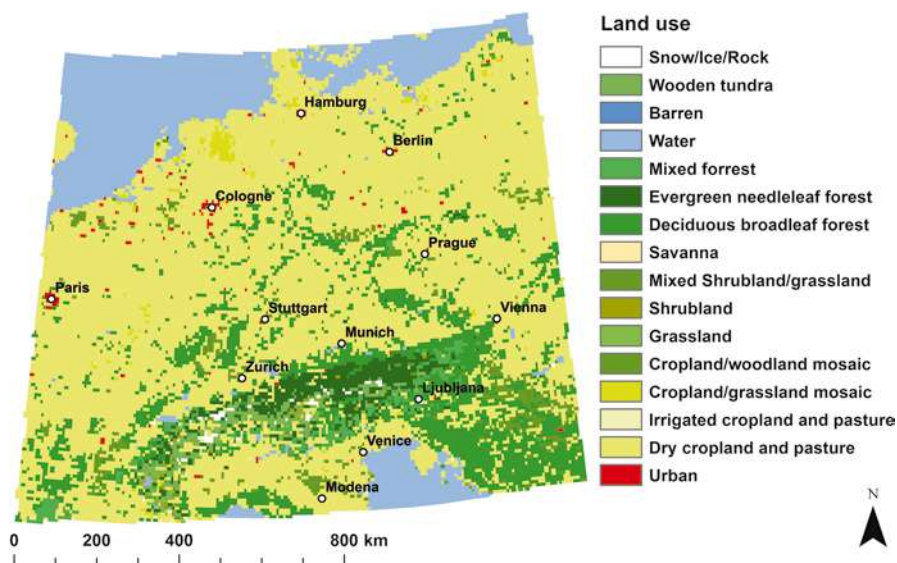 Land use
Snow/Ice/Rock
Wooden tundra
Barren
Water
Mixed forrest
Evergreen needleleaf forest
Deciduous broadleaf forest
Savanna
Mixed Shrubland/grassland
Shrubland
Grassland
Cropland/woodland mosaic
Cropland/grassland mosaic
Irrigated cropland and pasture
Dry cropland and pasture
Urban
Hamburg
Berlin
Cologne
Prague
Paris
Stuttgart
Vienna
Munich
Zurich
Ljubljana
Venice
Modena
N
0 200 400 800 km